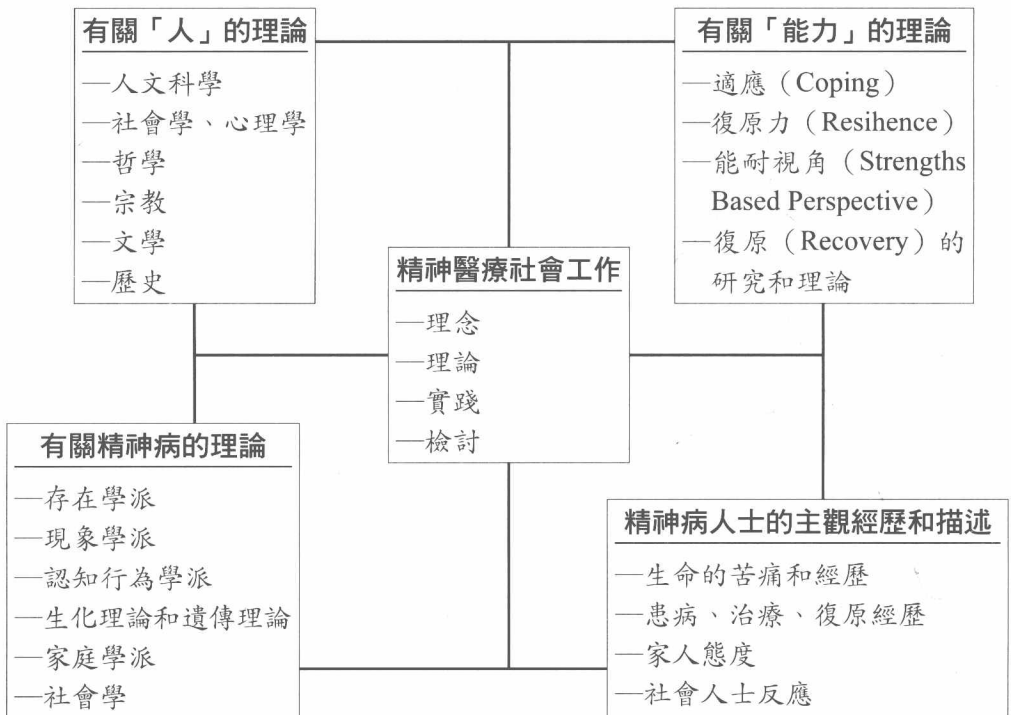 有關「人」的理論
—人文科學
—社會學、心理學
—哲學
—宗教
—文學
—歷史
有關「能力」的理論
—適應（Coping）
—復原力（Resihence）
—能耐視角（Strengths
Based Perspective）
—復原（Recovery）的
研究和理論
精神醫療社會工作
—理念
—理論
—實踐
—檢討
有關精神病的理論
—存在學派
—現象學派
—認知行為學派
—生化理論和遺傳理論
—家庭學派
—社會學
精神病人士的主觀經歷和描述
—生命的苦痛和經歷
—患病、治療、復原經歷
—家人態度
—社會人士反應